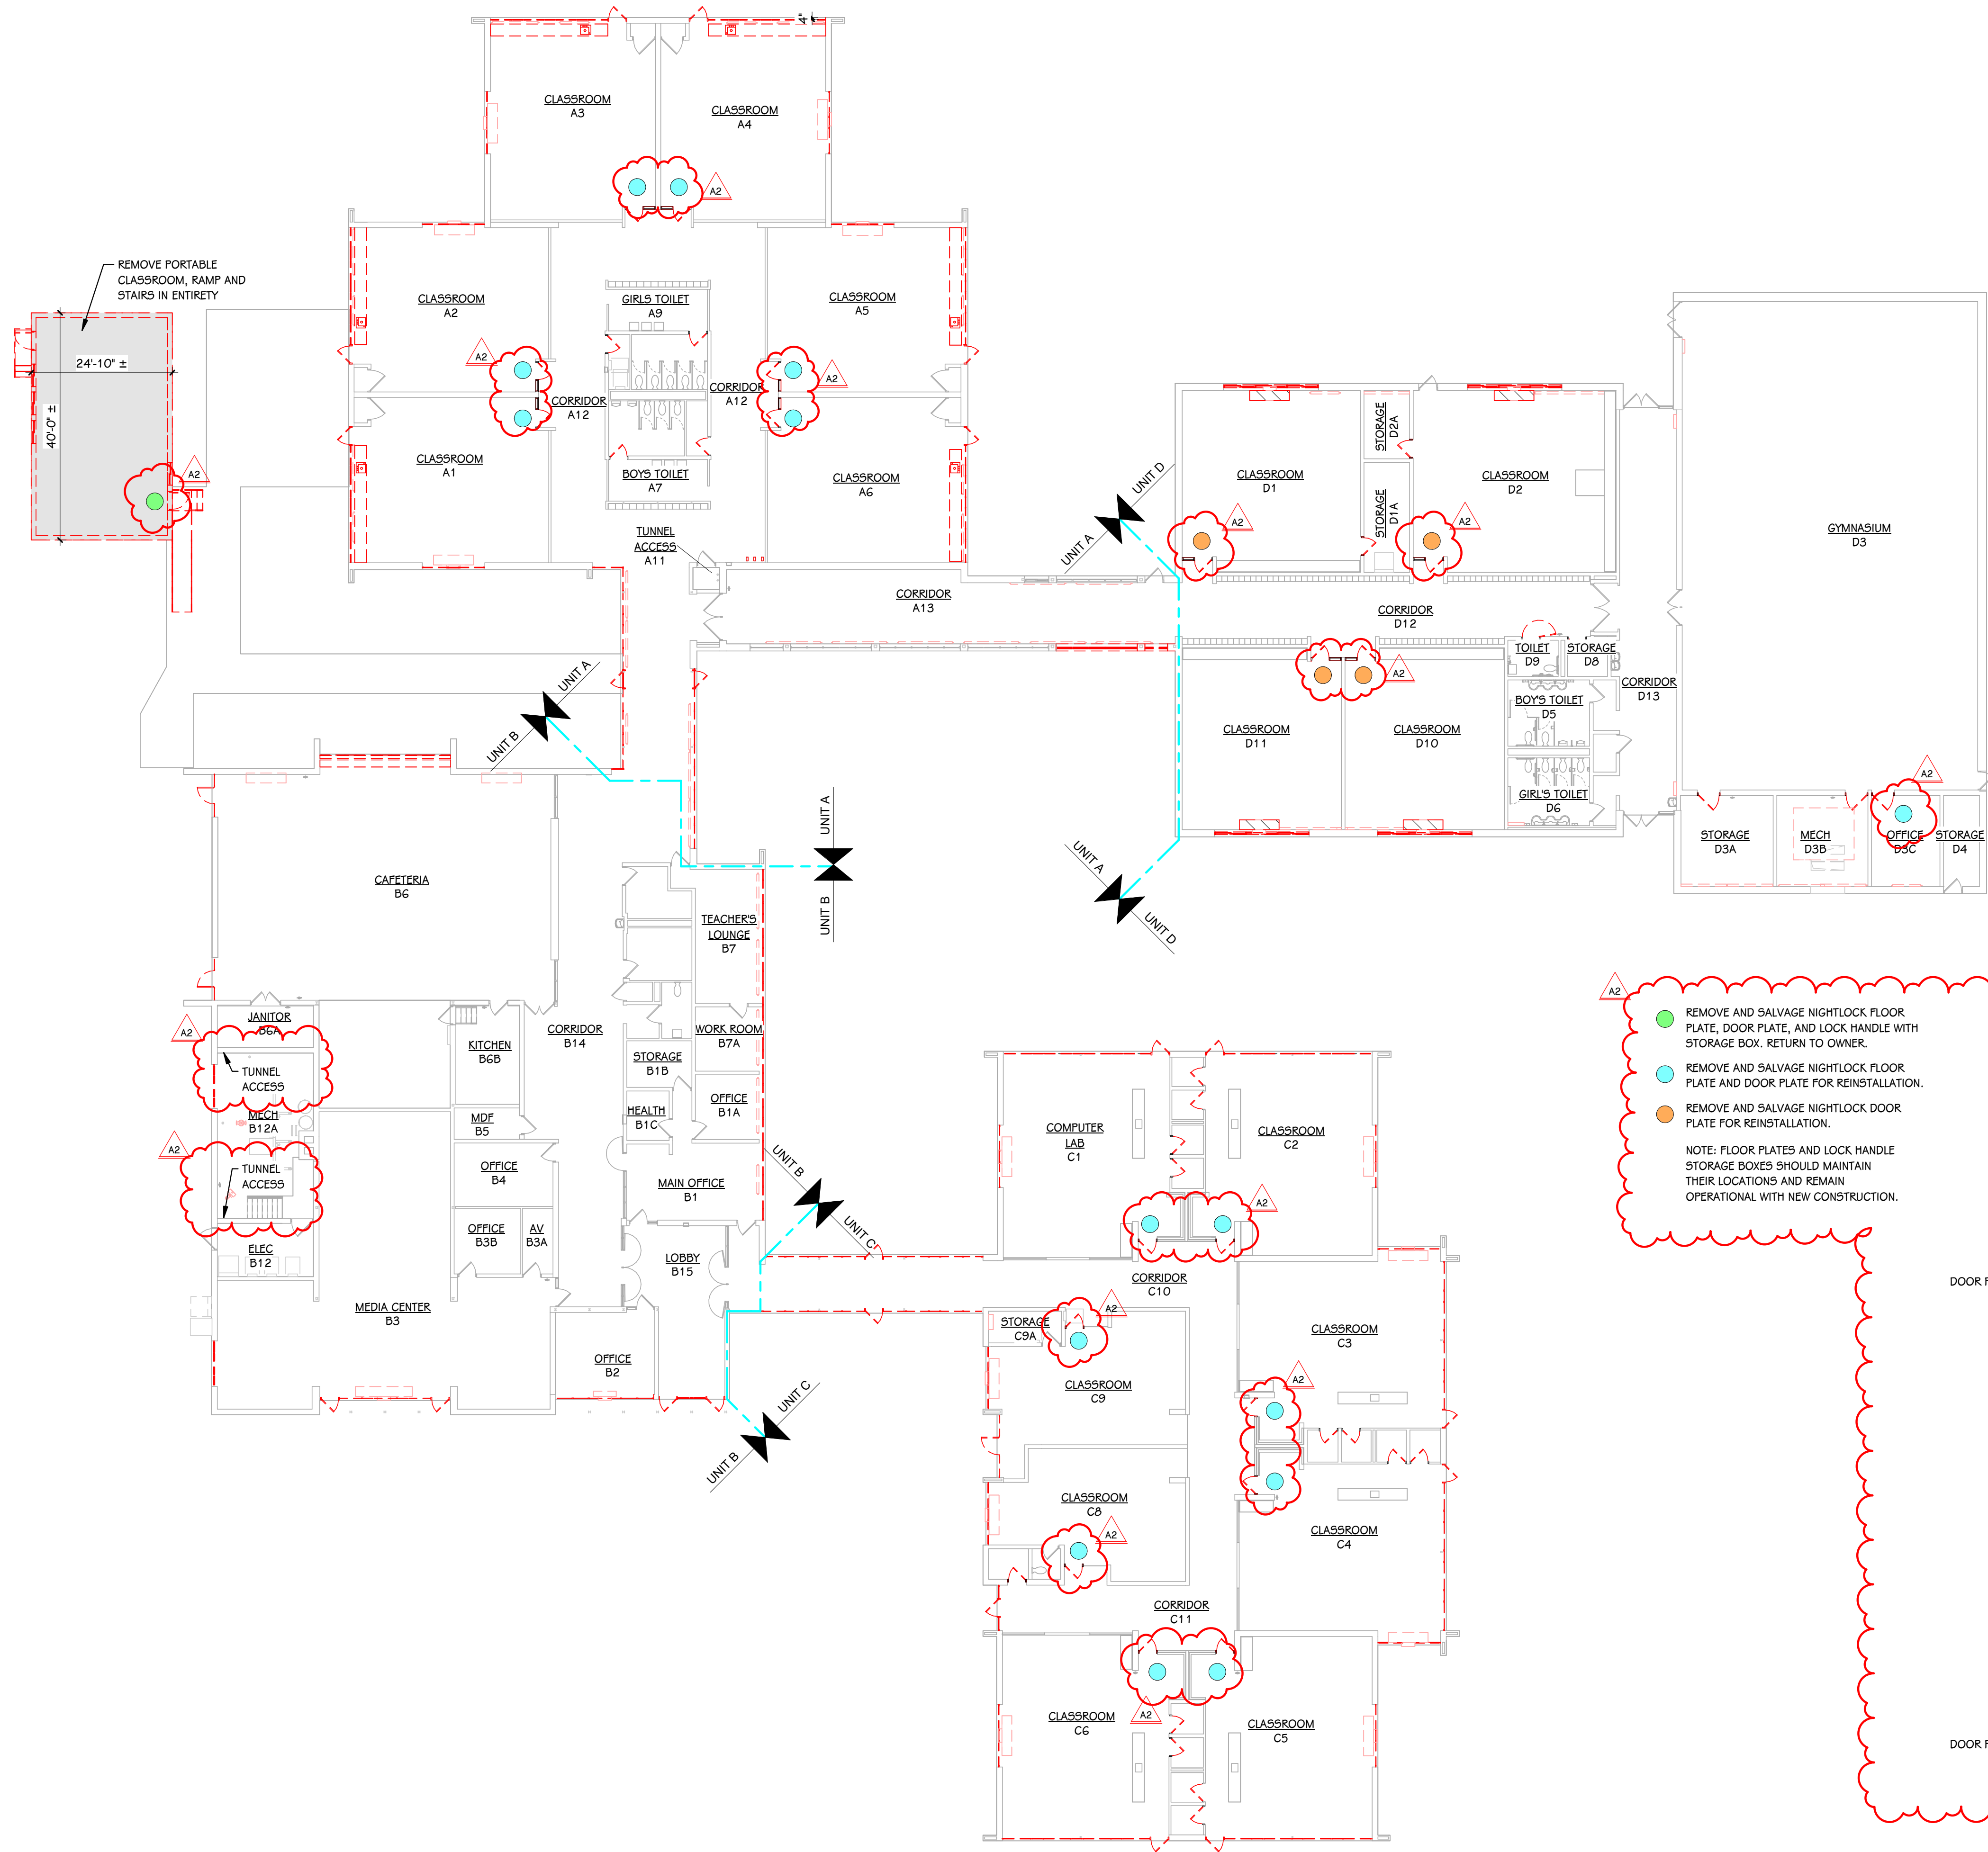 4"
CLASSROOM
A3
CLASSROOM
A4
A2
REMOVE PORTABLE
CLASSROOM, RAMP AND
STAIRS IN ENTIRETY
24'-10" ±
40'-0" ±
A2
CLASSROOM
A2
GIRLS TOILET
A9
CLASSROOM
A5
A2
A2
CORRIDOR
A12
CORRIDOR
A12
CLASSROOM
A1
BOYS TOILET
A7
CLASSROOM
A6
TUNNEL
ACCESS
A11
CORRIDOR
A13
UNIT D
UNIT A
CLASSROOM
D1
STORAGE
D2A
STORAGE
D1A
CLASSROOM
D2
A2
A2
GYMNASIUM
D3
CORRIDOR
D12
TOILET
D9
STORAGE
D8
A2
CORRIDOR
D13
BOY'S TOILET
D5
CLASSROOM
D11
CLASSROOM
D10
GIRL'S TOILET
D6
A2
STORAGE
D3A
MECH
D3B
OFFICE
D3C
STORAGE
D4
UNIT A
UNIT B
UNIT A
UNIT B
UNIT A
UNIT D
CAFETERIA
B6
TEACHER'S
LOUNGE
B7
JANITOR
B6A
A2
TUNNEL
ACCESS
KITCHEN
B6B
CORRIDOR
B14
WORK ROOM
B7A
STORAGE
B1B
OFFICE
B1A
HEALTH
B1C
MECH
B12A
MDF
B5
A2
TUNNEL
ACCESS
OFFICE
B4
MAIN OFFICE
B1
OFFICE
B3B
AV
B3A
ELEC
B12
LOBBY
B15
MEDIA CENTER
B3
OFFICE
B2
UNIT B
UNIT C
UNIT C
UNIT B
COMPUTER
LAB
C1
CLASSROOM
C2
A2
CORRIDOR
C10
STORAGE
C9A
A2
CLASSROOM
C3
CLASSROOM
C9
A2
CLASSROOM
C8
A2
CLASSROOM
C4
CORRIDOR
C11
CLASSROOM
C6
A2
CLASSROOM
C5
A2
REMOVE AND SALVAGE NIGHTLOCK FLOOR
PLATE, DOOR PLATE, AND LOCK HANDLE WITH
STORAGE BOX. RETURN TO OWNER.
REMOVE AND SALVAGE NIGHTLOCK FLOOR
PLATE AND DOOR PLATE FOR REINSTALLATION.
REMOVE AND SALVAGE NIGHTLOCK DOOR
PLATE FOR REINSTALLATION.
NOTE: FLOOR PLATES AND LOCK HANDLE
STORAGE BOXES SHOULD MAINTAIN
THEIR LOCATIONS AND REMAIN
OPERATIONAL WITH NEW CONSTRUCTION.
DOOR
DOOR